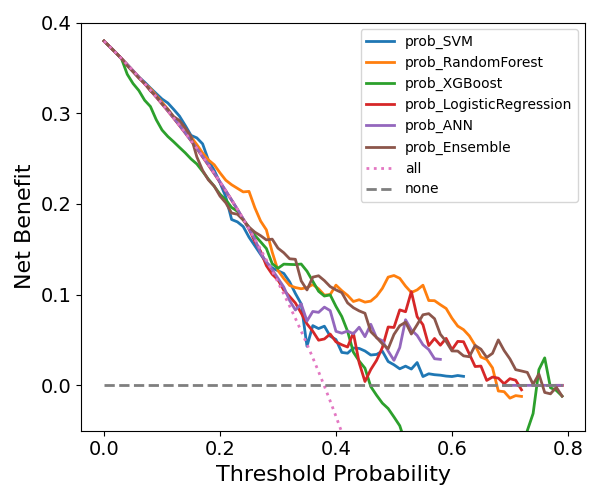 0.4
0.3
0.2
0.1
0.0
Net Benefit
prob_SVM
prob_RandomForest
prob_XGBoost
prob_LogisticRegression
prob_ANN
prob_Ensemble
all
none
0.0 0.2 0.4 0.6 0.8
Threshold Probability